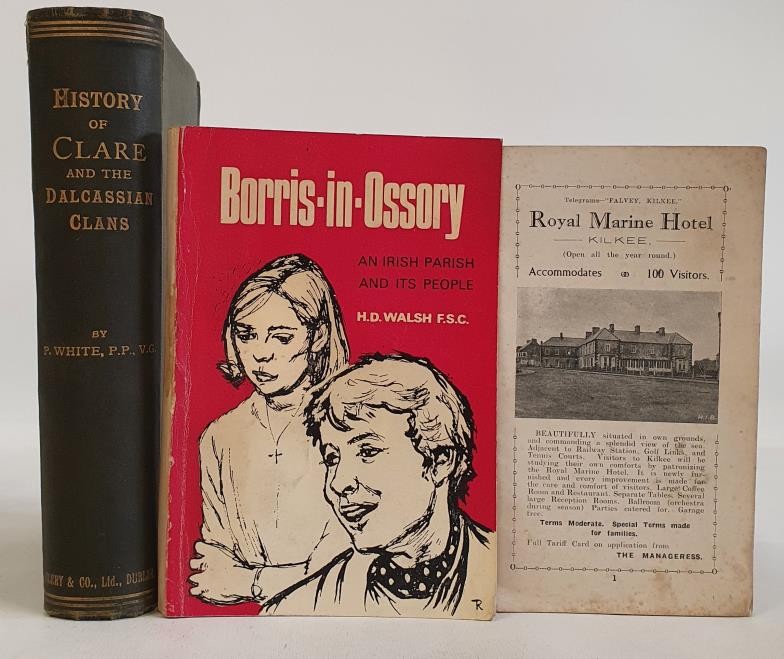 HISTORY
OF
CLARE
AND THE
DALCASSIAN
CLANS
BY
P. WHITE, P.P., V.G.
& CO., Ltd., DUBLIN
Borris-in-Ossory
AN IRISH PARISH
AND ITS PEOPLE
H.D. WALSH F.S.C.
TR
Telegrams—"FALVEY, KILKEE."
Royal Marine Hotel
KILKEE.
(Open all the year round.)
Accommodates 100 Visitors.
H.I.B.
BEAUTIFULLY situated in own grounds,
and commanding a splendid view of the sea.
Adjacent to Railway Station, Golf Links, and
Tennis Courts. Visitors to Kilkee will be
studying their own comforts by patronizing
the Royal Marine Hotel. It is newly fur-
nished and every improvement is made for
the care and comfort of visitors. Large Coffee
Room and Restaurant. Separate Tables. Several
large Reception Rooms. Ballroom (orchestra
during season) Parties catered for. Garage
free.
Terms Moderate. Special Terms made
for families.
Full Tariff Card on application from
THE MANAGERESS.
1